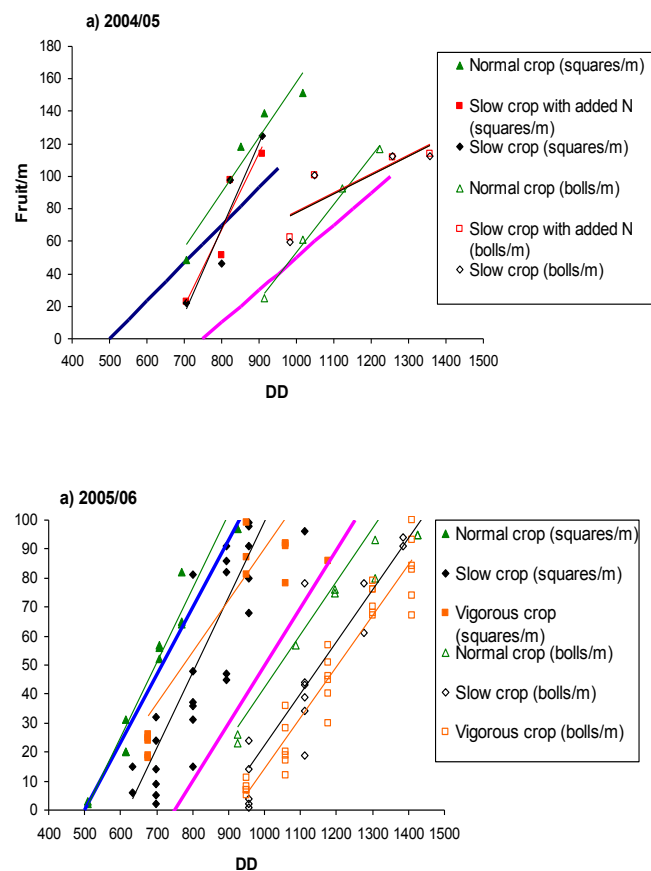 a) 2004/05
180
160
140
120
100
80
60
40
20
0
Fruit/m
400 500 600 700 800 900 1000 1100 1200 1300 1400 1500
DD
Normal crop (squares/m)
Slow crop with added N
(squares/m)
Slow crop (squares/m)
Normal crop (bolls/m)
Slow crop with added N
(bolls/m)
Slow crop (bolls/m)
a) 2005/06
100
90
80
70
60
50
40
30
20
10
0
400 500 600 700 800 900 1000 1100 1200 1300 1400 1500
DD
Normal crop (squares/m)
Slow crop (squares/m)
Vigorous crop
(squares/m)
Normal crop (bolls/m)
Slow crop (bolls/m)
Vigorous crop (bolls/m)